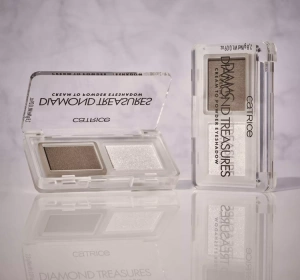 CREAM TO POWDER EYESHADOW
DIAMOND TREASURES
CATRICE
CATRICE
DIAMOND TREASURES
CREAM TO POWDER EYESHADOW